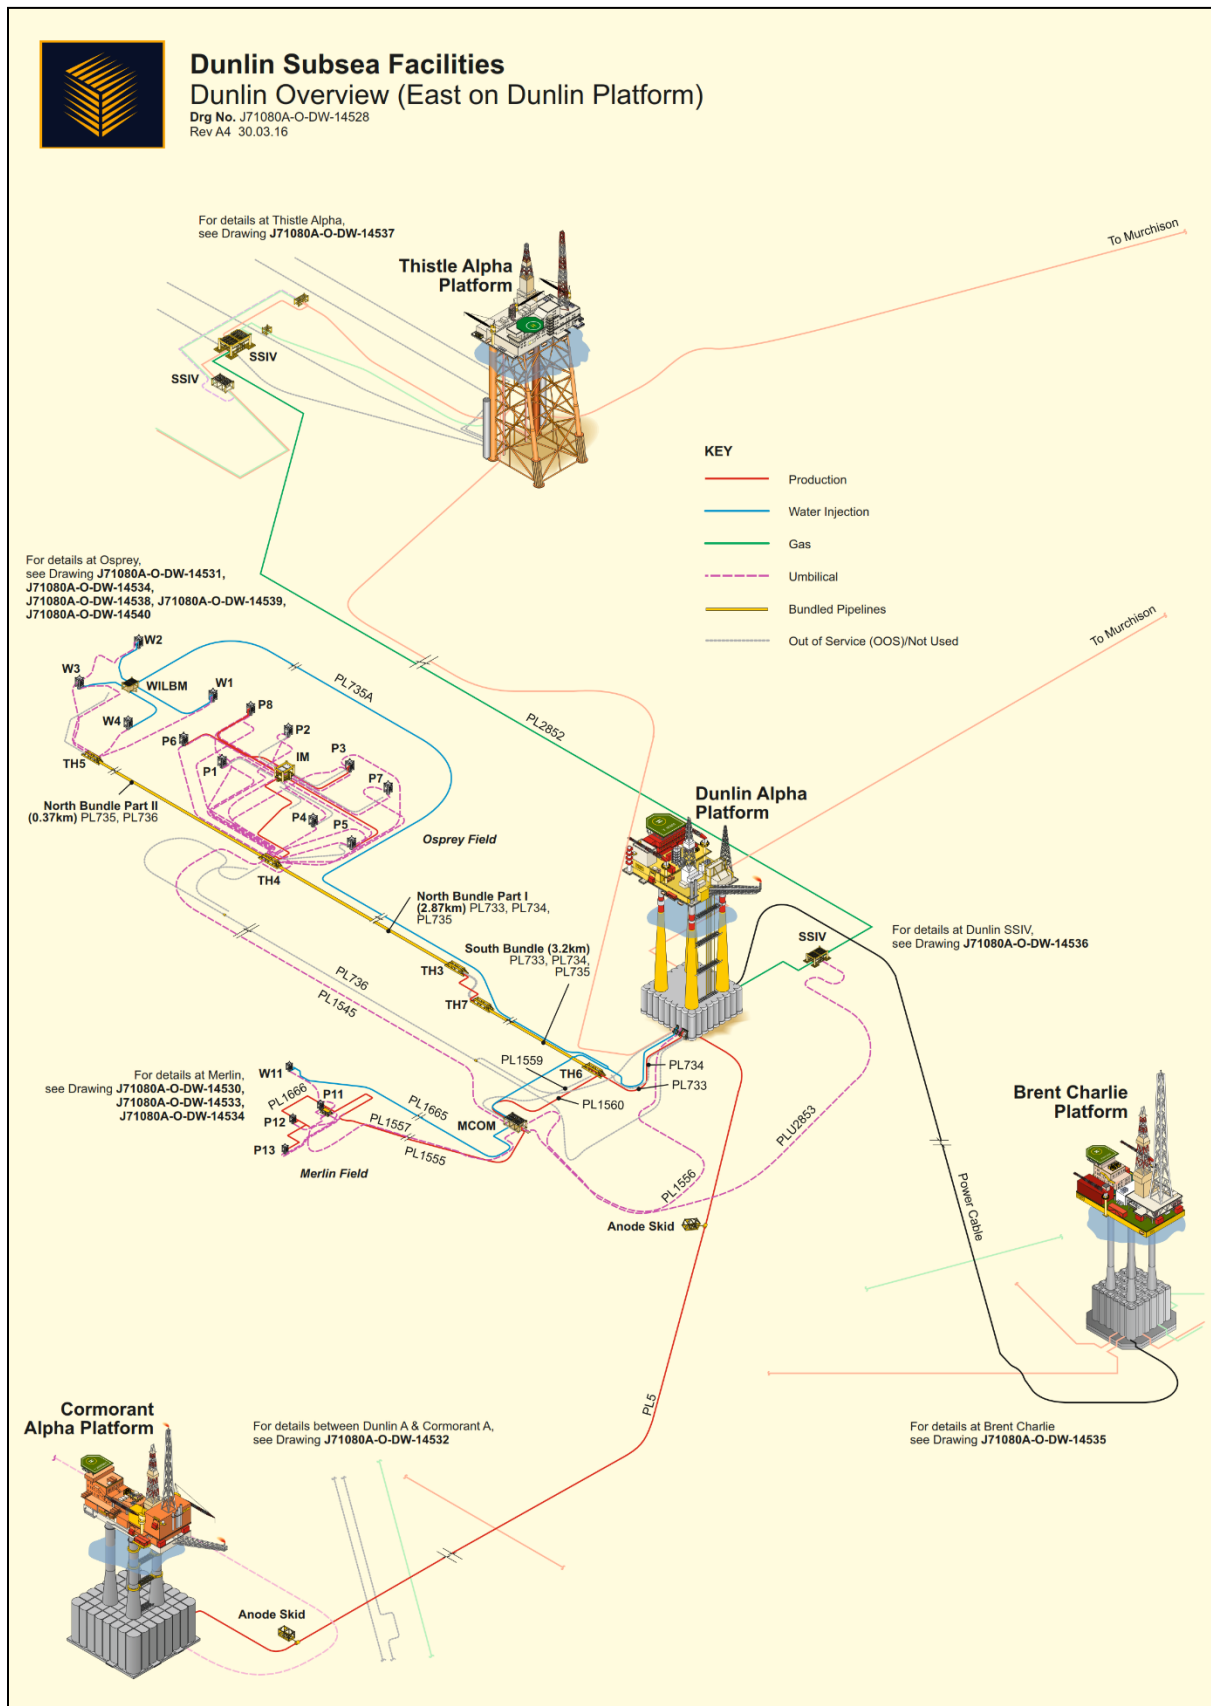 Dunlin Subsea Facilities
Dunlin Overview (East on Dunlin Platform)
Drg No. J71080A-O-DW-14528
Rev A4 30.03.16
For details at Thistle Alpha,
see Drawing J71080A-O-DW-14537
To Murchison
Thistle Alpha
Platform
SSIV
SSIV
KEY
Production
Water Injection
Gas
Umbilical
Bundled Pipelines
Out of Service (OOS)/Not Used
For details at Osprey,
see Drawing J71080A-O-DW-14531,
J71080A-O-DW-14534,
J71080A-O-DW-14538, J71080A-O-DW-14539,
J71080A-O-DW-14540
To Murchison
W2
W3
WILBM
W1
W4
P8
P2
P6
IM
P3
P1
P7
P4
P5
TH5
PL735A
PL2852
North Bundle Part II
(0.37km) PL735, PL736
Dunlin Alpha
Platform
Osprey Field
TH4
North Bundle Part I
(2.87km) PL733, PL734,
PL735
South Bundle (3.2km)
PL733, PL734,
PL735
TH3
TH7
SSIV
For details at Dunlin SSIV,
see Drawing J71080A-O-DW-14536
PL736
PL1545
PL1559
TH6
PL734
PL733
PL1560
For details at Merlin,
see Drawing J71080A-O-DW-14530,
J71080A-O-DW-14533,
J71080A-O-DW-14534
W11
PL1666
P11
P12
P13
PL1665
PL1557
PL1555
MCOM
Merlin Field
PL1556
PLU2853
Brent Charlie
Platform
Power Cable
Anode Skid
PL5
Cormorant
Alpha Platform
For details between Dunlin A & Cormorant A,
see Drawing J71080A-O-DW-14532
For details at Brent Charlie
see Drawing J71080A-O-DW-14535
Anode Skid